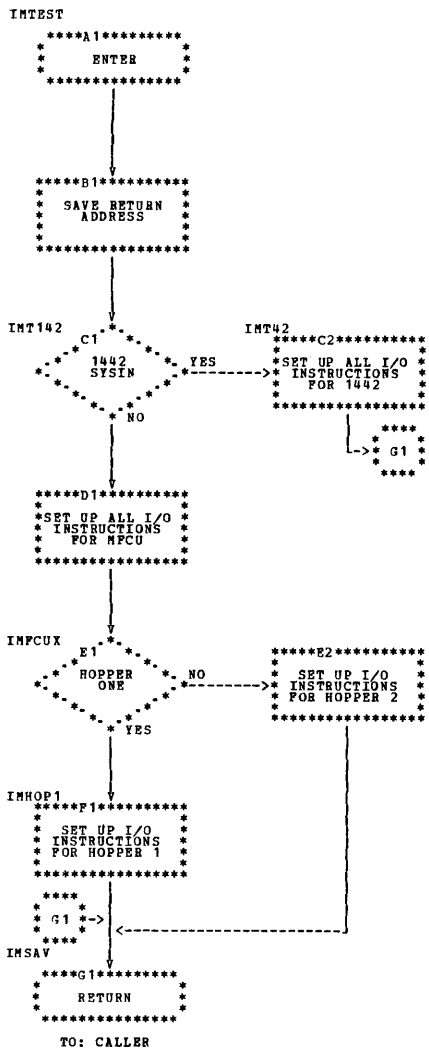 IMTEST
A1
ENTER
B1
SAVE RETURN
ADDRESS
IMT142
C1
1442
SYSIN
YES
NO
IMT42
C2
SET UP ALL I/O
INSTRUCTIONS
FOR 1442
G1
D1
SET UP ALL I/O
INSTRUCTIONS
FOR MFCU
IMFCUX
E1
HOPPER
ONE
NO
YES
E2
SET UP I/O
INSTRUCTIONS
FOR HOPPER 2
IMHOP1
F1
SET UP I/O
INSTRUCTIONS
FOR HOPPER 1
G1
IMSAV
G1
RETURN
TO: CALLER